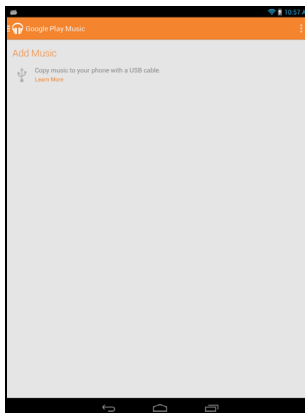 10:57 A
Google Play Music
Add Music
Copy music to your phone with a USB cable.
Learn More